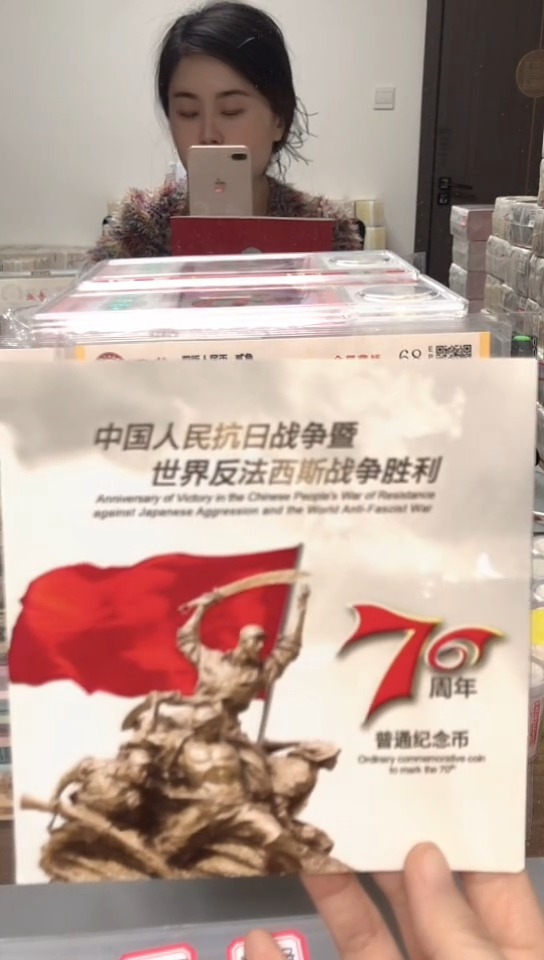 68
中国人民抗日战争暨
世界反法西斯战争胜利
Anniversary of Victory in the Chinese People's War of Resistance
against Japanese Aggression and the World Anti-Fascist War
70
周年
普通纪念币
Ordinary commemorative coin
to mark the 70th